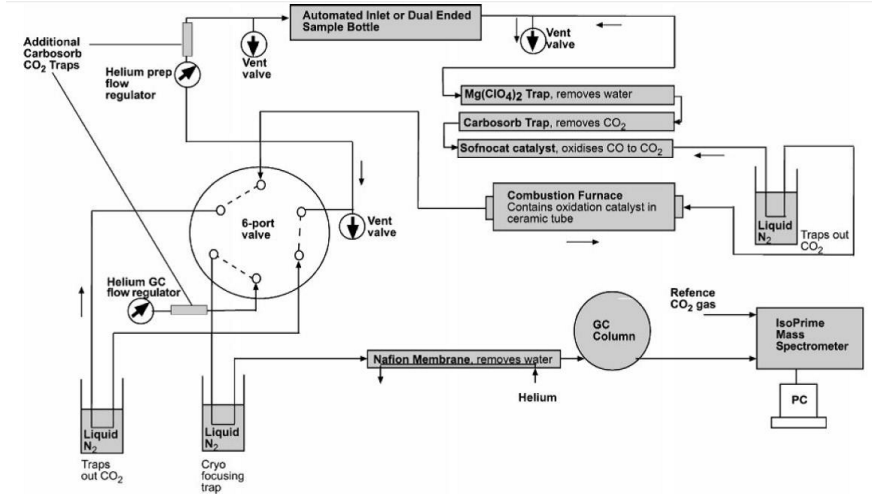 Automated Inlet or Dual Ended
Sample Bottle
Additional
Carbosorb
CO2 Traps
Vent
valve
Vent
valve
Helium prep
flow
regulator
Mg(ClO4)2 Trap, removes water
Carbosorb Trap, removes CO2
Sofnocat catalyst, oxidises CO to CO2
Combustion Furnace
Contains oxidation catalyst in
ceramic tube
6-port
valve
Vent
valve
Liquid
N2
Traps out
CO2
Helium GC
flow regulator
Refence
CO2 gas
GC
Column
IsoPrime
Mass
Spectrometer
Nafion Membrane, removes water
Helium
PC
Liquid
N2
Traps
out CO2
Liquid
N2
Cryo
focusing
trap